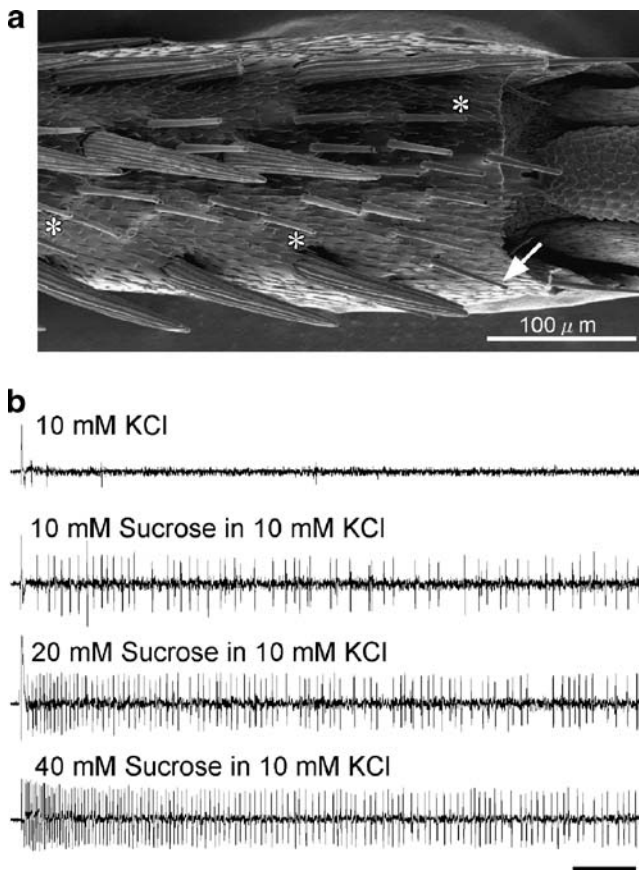 a
*
*
*
100 μ m
b
10 mM KCl
10 mM Sucrose in 10 mM KCl
20 mM Sucrose in 10 mM KCl
40 mM Sucrose in 10 mM KCl